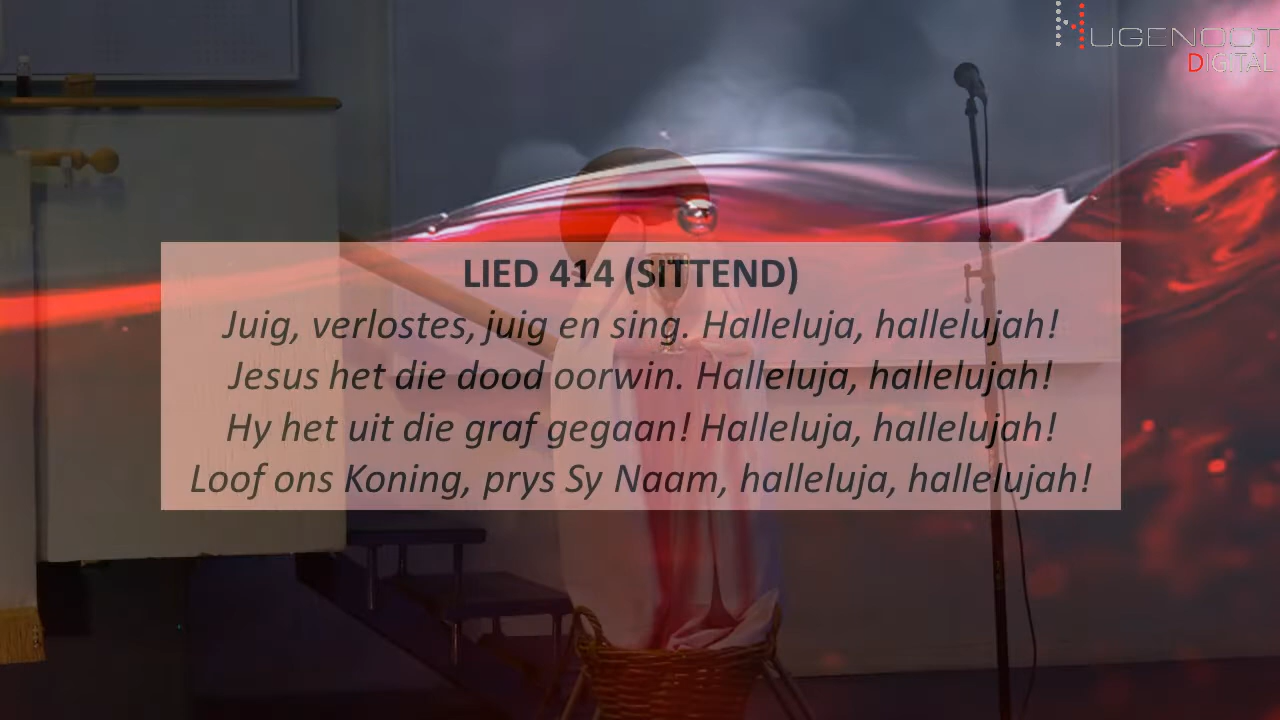 HUGENOOT
DIGITAL
LIED 414 (SITTEND)
Juig, verlostes, juig en sing. Halleluja, hallelujah!
Jesus het die dood oorwin. Halleluja, hallelujah!
Hy het uit die graf gegaan! Halleluja, hallelujah!
Loof ons Koning, prys Sy Naam, halleluja, hallelujah!